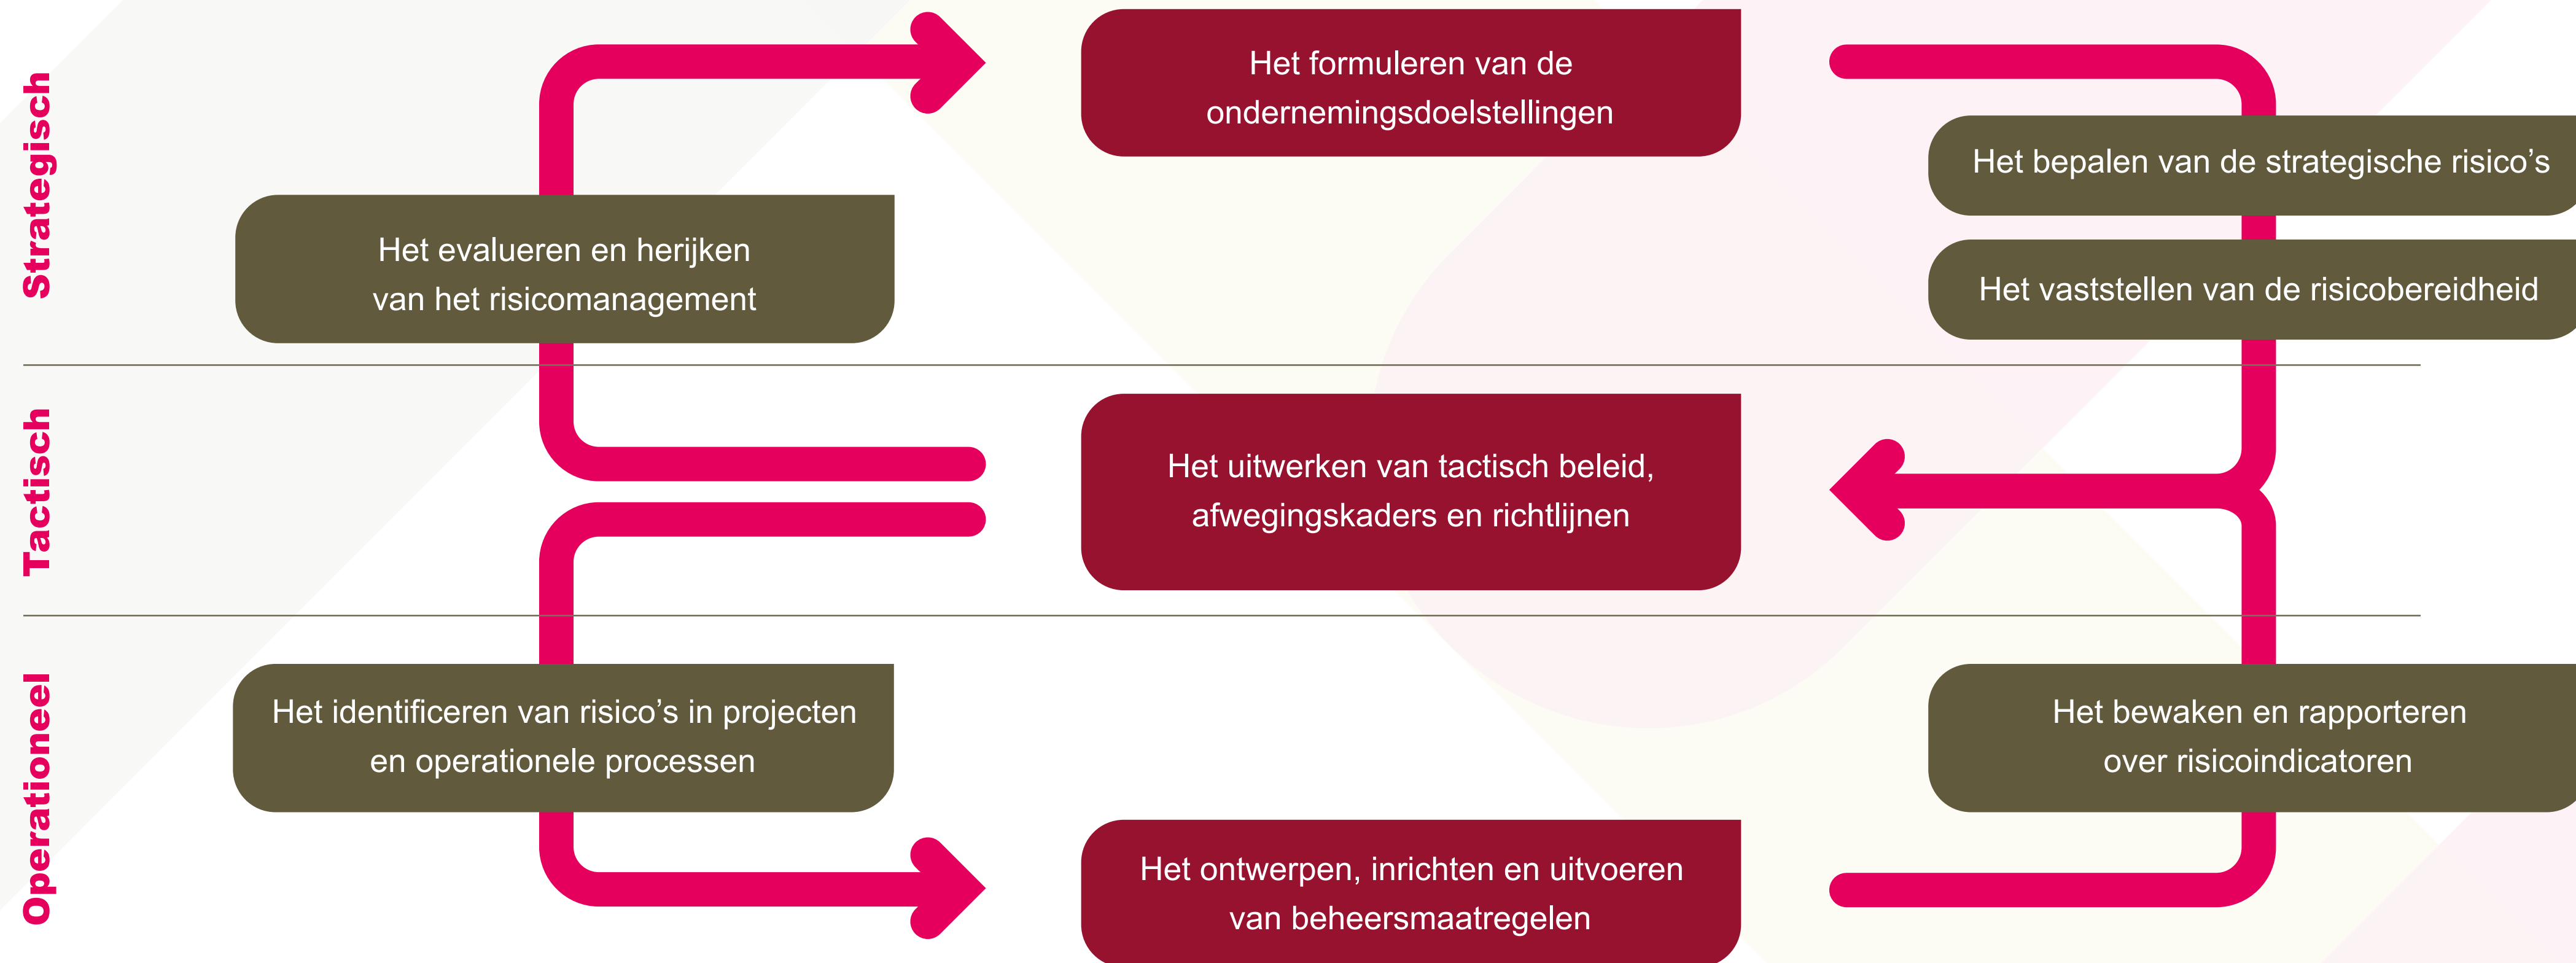 Strategisch
Het formuleren van de
ondernemingsdoelstellingen
Het bepalen van de strategische risico’s
Het vaststellen van de risicobereidheid
Het evalueren en herijken
van het risicomanagement
Tactisch
Het uitwerken van tactisch beleid,
afwegingskaders en richtlijnen
Operationeel
Het identificeren van risico’s in projecten
en operationele processen
Het bewaken en rapporteren
over risicoindicatoren
Het ontwerpen, inrichten en uitvoeren
van beheersmaatregelen